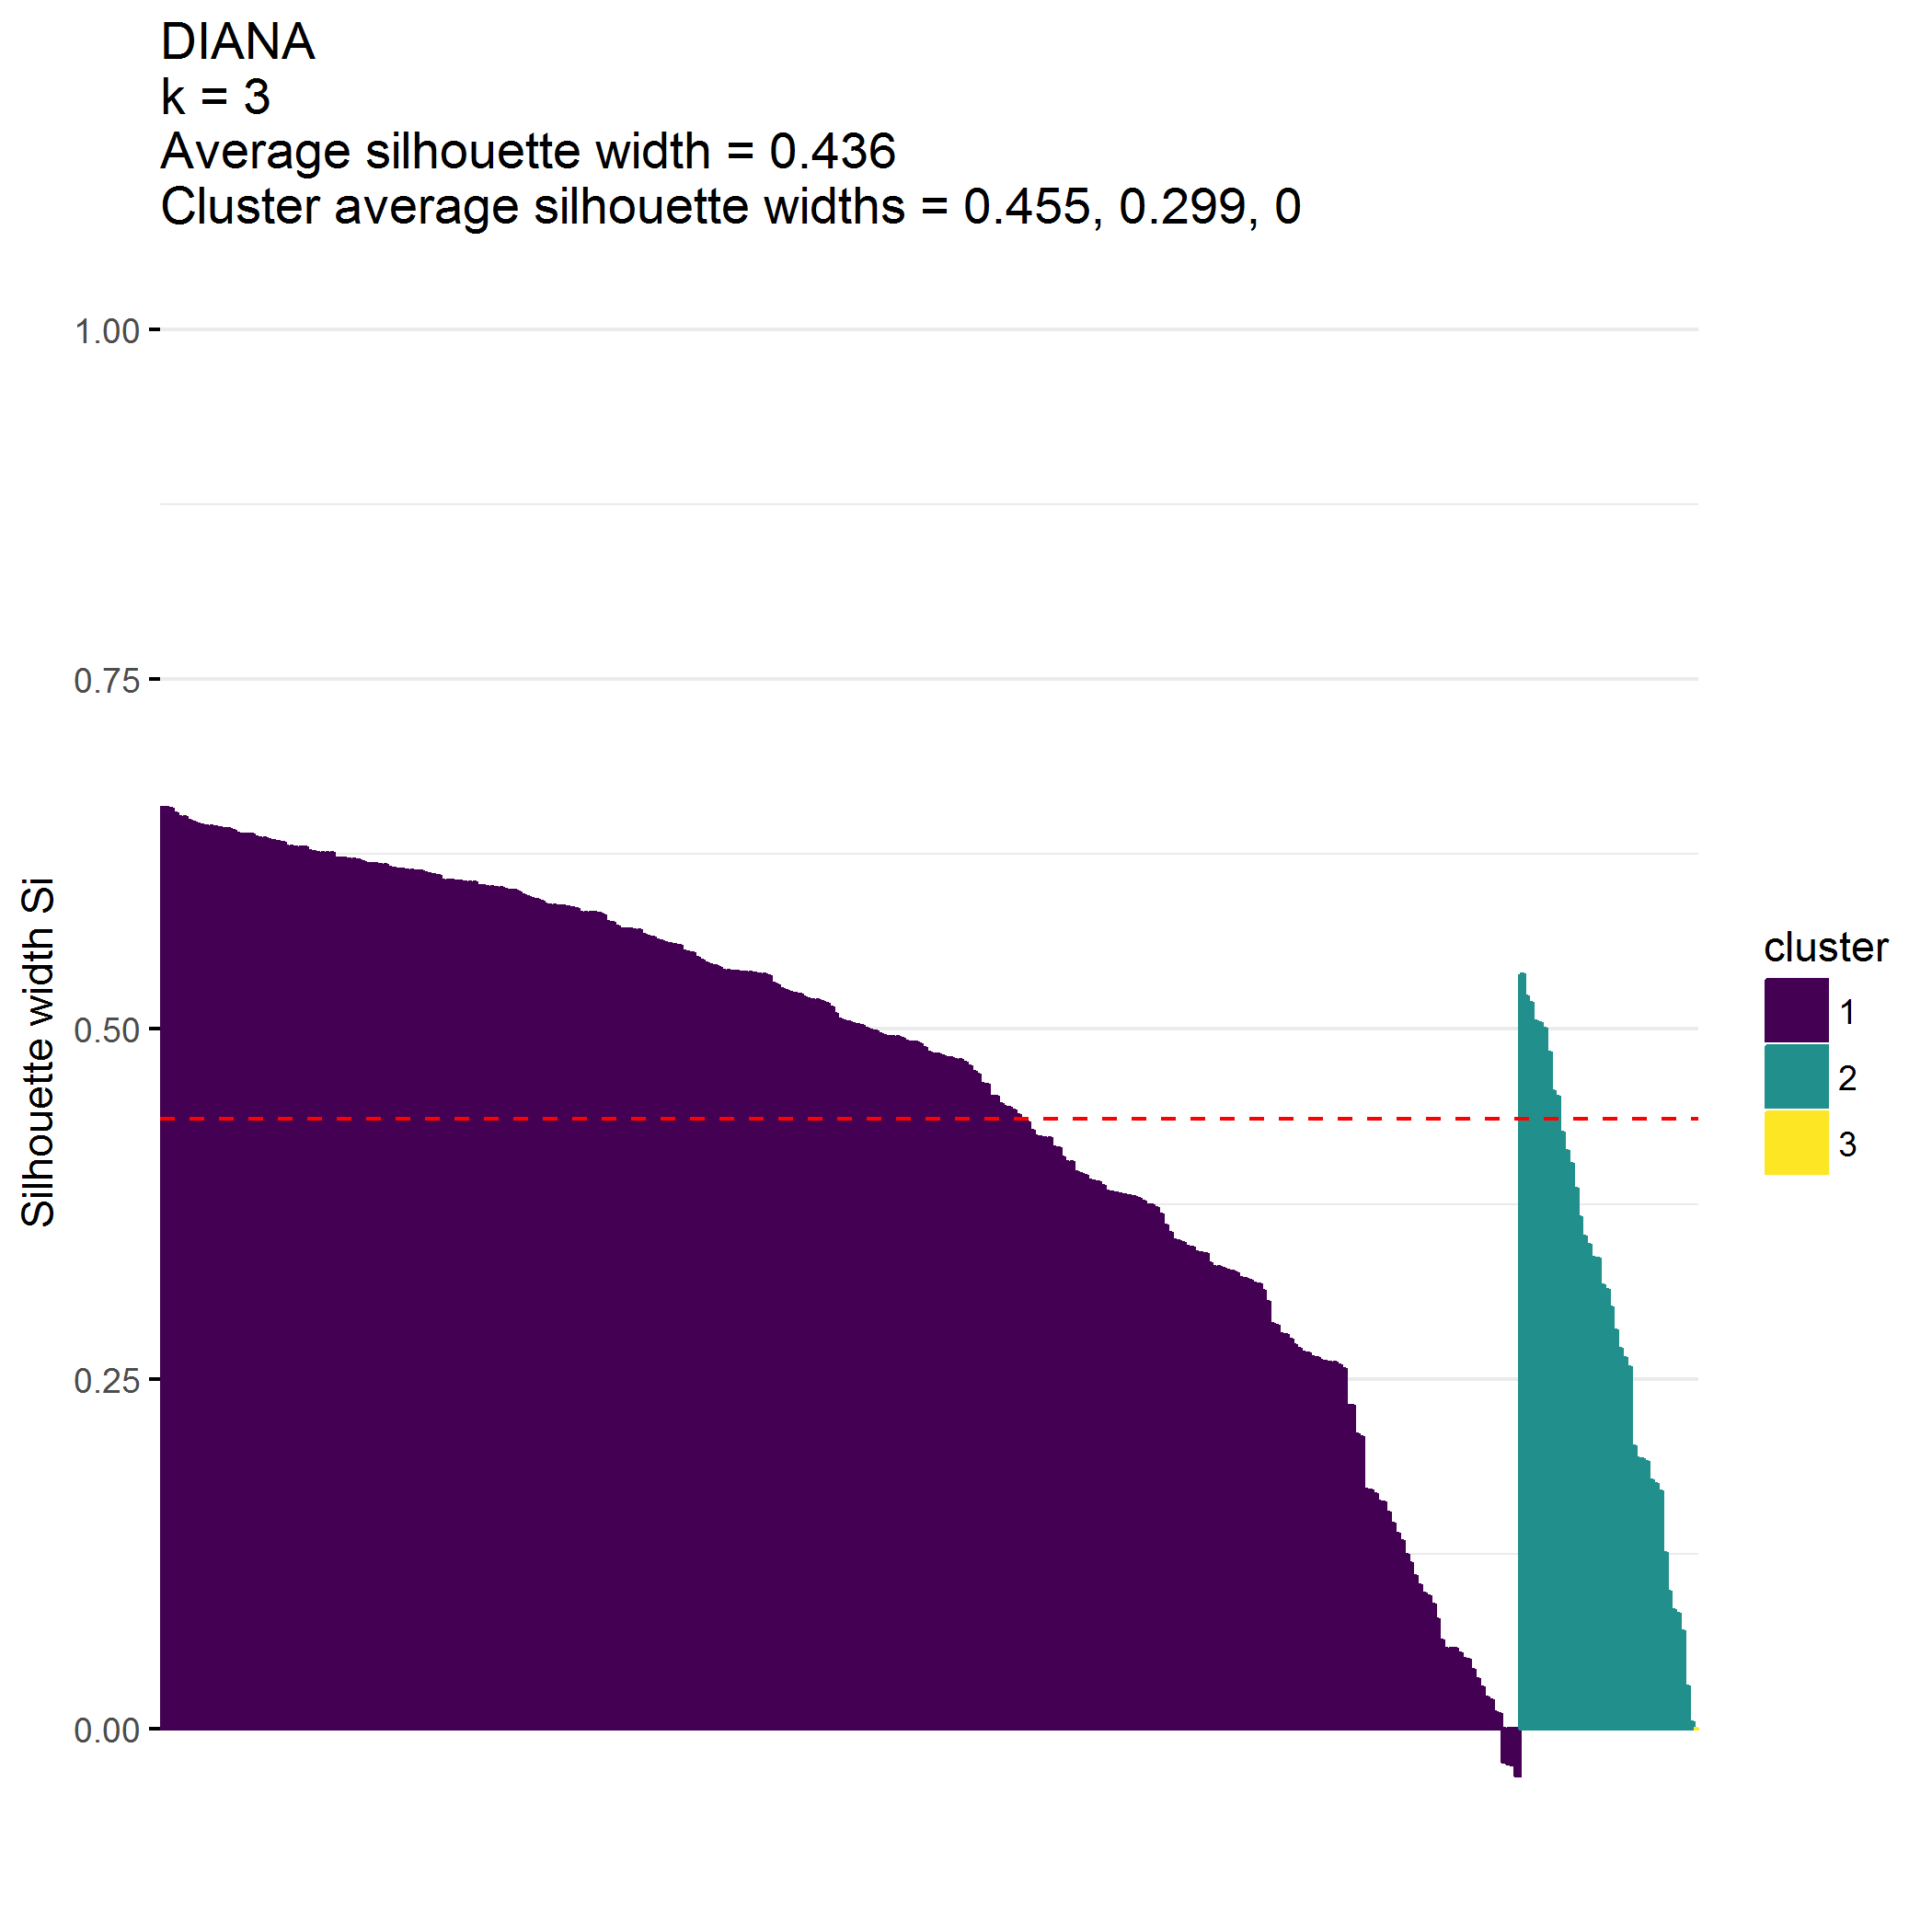 DIANA
k = 3
Average silhouette width = 0.436
Cluster average silhouette widths = 0.455, 0.299, 0
1.00
0.75
0.50
0.25
0.00
Silhouette width Si
cluster
1
2
3